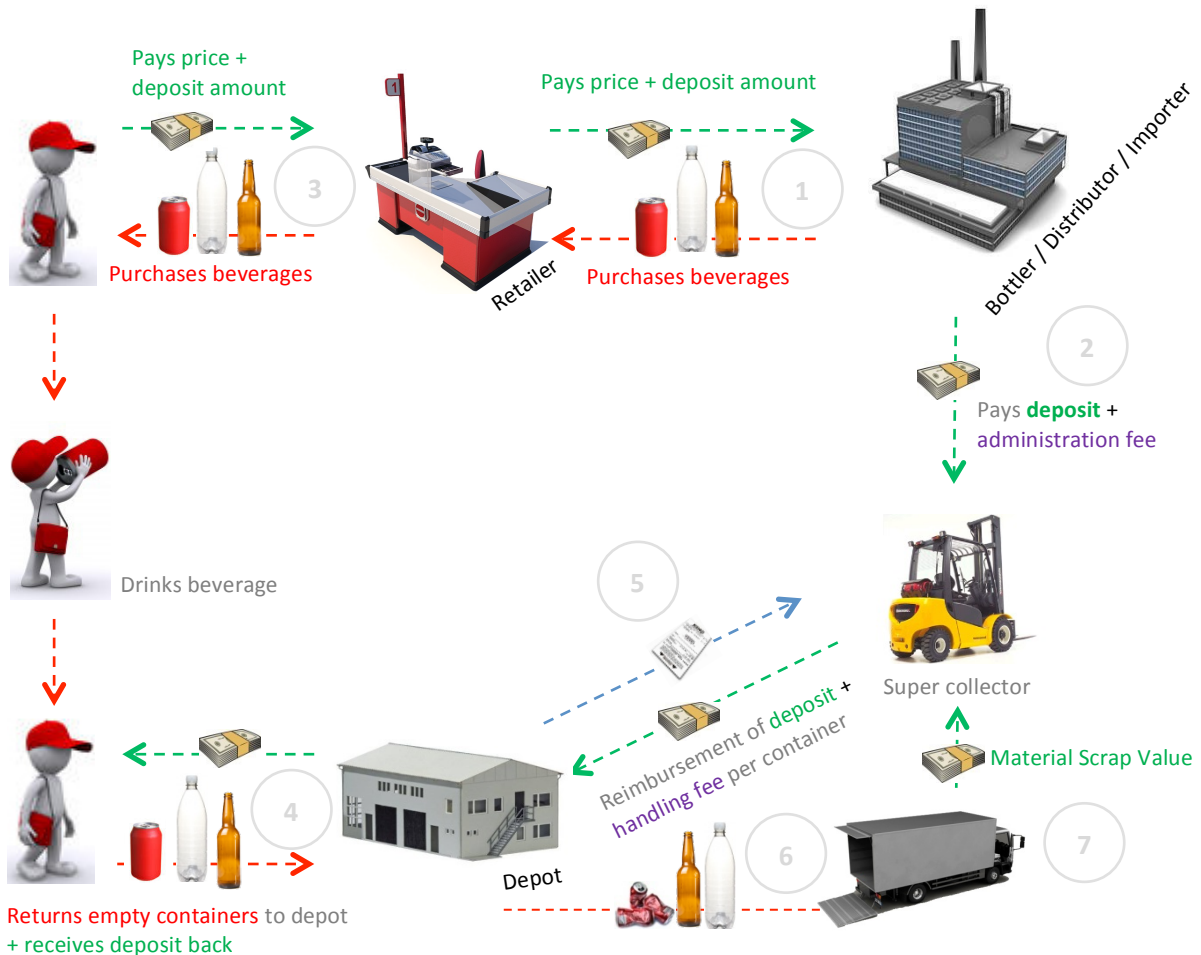 Pays price +
deposit amount
Pays price + deposit amount
1
3
1
Purchases beverages
Retailer
Purchases beverages
Bottler / Distributor / Importer
2
Pays deposit +
administration fee
Drinks beverage
5
Super collector
Reimbursement of deposit +
handling fee per container
Material Scrap Value
4
6
7
Depot
Returns empty containers to depot
+ receives deposit back